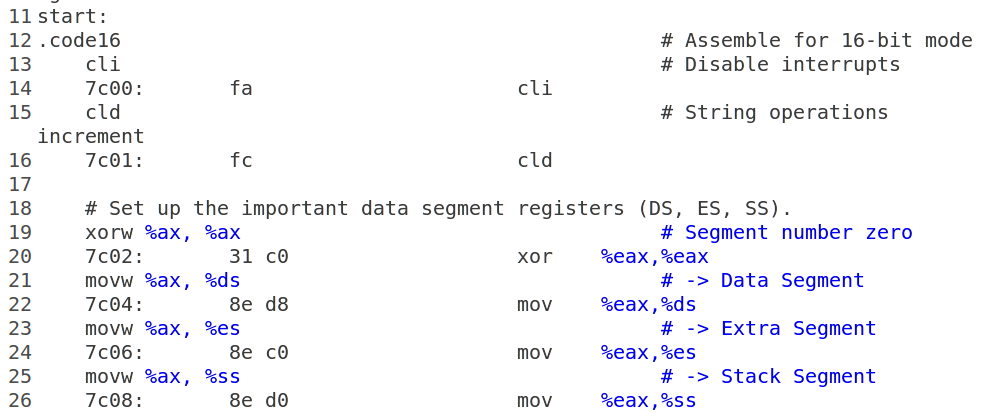 11 start:
12 .code16                                             # Assemble for 16-bit mode
13     cli                                             # Disable interrupts
14     7c00:       fa                      cli
15     cld                                             # String operations
increment
16     7c01:       fc                      cld
17
18     # Set up the important data segment registers (DS, ES, SS).
19     xorw %ax, %ax                                   # Segment number zero
20     7c02:       31 c0                   xor    %eax,%eax
21     movw %ax, %ds                                   # -> Data Segment
22     7c04:       8e d8                   mov    %eax,%ds
23     movw %ax, %es                                   # -> Extra Segment
24     7c06:       8e c0                   mov    %eax,%es
25     movw %ax, %ss                                   # -> Stack Segment
26     7c08:       8e d0                   mov    %eax,%ss